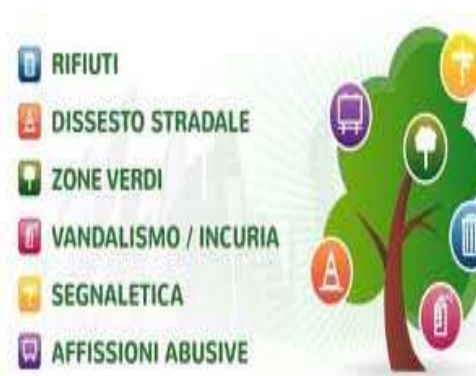 RIFIUTI
DISSESTO STRADALE
ZONE VERDI
VANDALISMO / INCURIA
SEGNALETICA
AFFISSIONI ABUSIVE